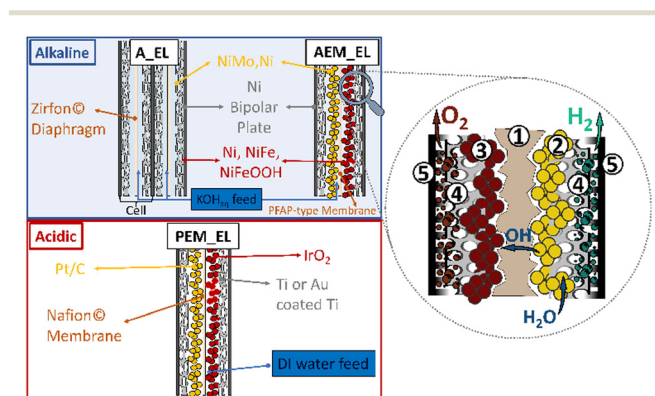 Alkaline
A_EL
NiMo,Ni
AEM_EL
Zirfon©
Diaphragm
Ni
Bipolar
Plate
Ni, NiFe,
NiFeOOH
KOHaq feed
Cell
PFAP-type Membrane
Acidic
PEM_EL
Pt/C
IrO₂
Ti or Au
coated Ti
Nafion©
Membrane
DI water feed
O₂
H₂
1
3
2
5
4
4
5
OH
H₂O